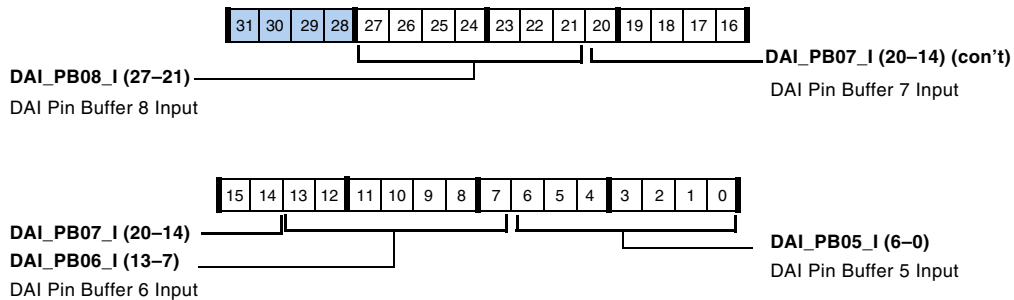 31 30 29 28 27 26 25 24 23 22 21 20 19 18 17 16
DAI_PB08_I (27–21)
DAI Pin Buffer 8 Input
DAI_PB07_I (20–14) (con't)
DAI Pin Buffer 7 Input
15 14 13 12 11 10 9 8 7 6 5 4 3 2 1 0
DAI_PB07_I (20–14)
DAI_PB06_I (13–7)
DAI Pin Buffer 6 Input
DAI_PB05_I (6–0)
DAI Pin Buffer 5 Input